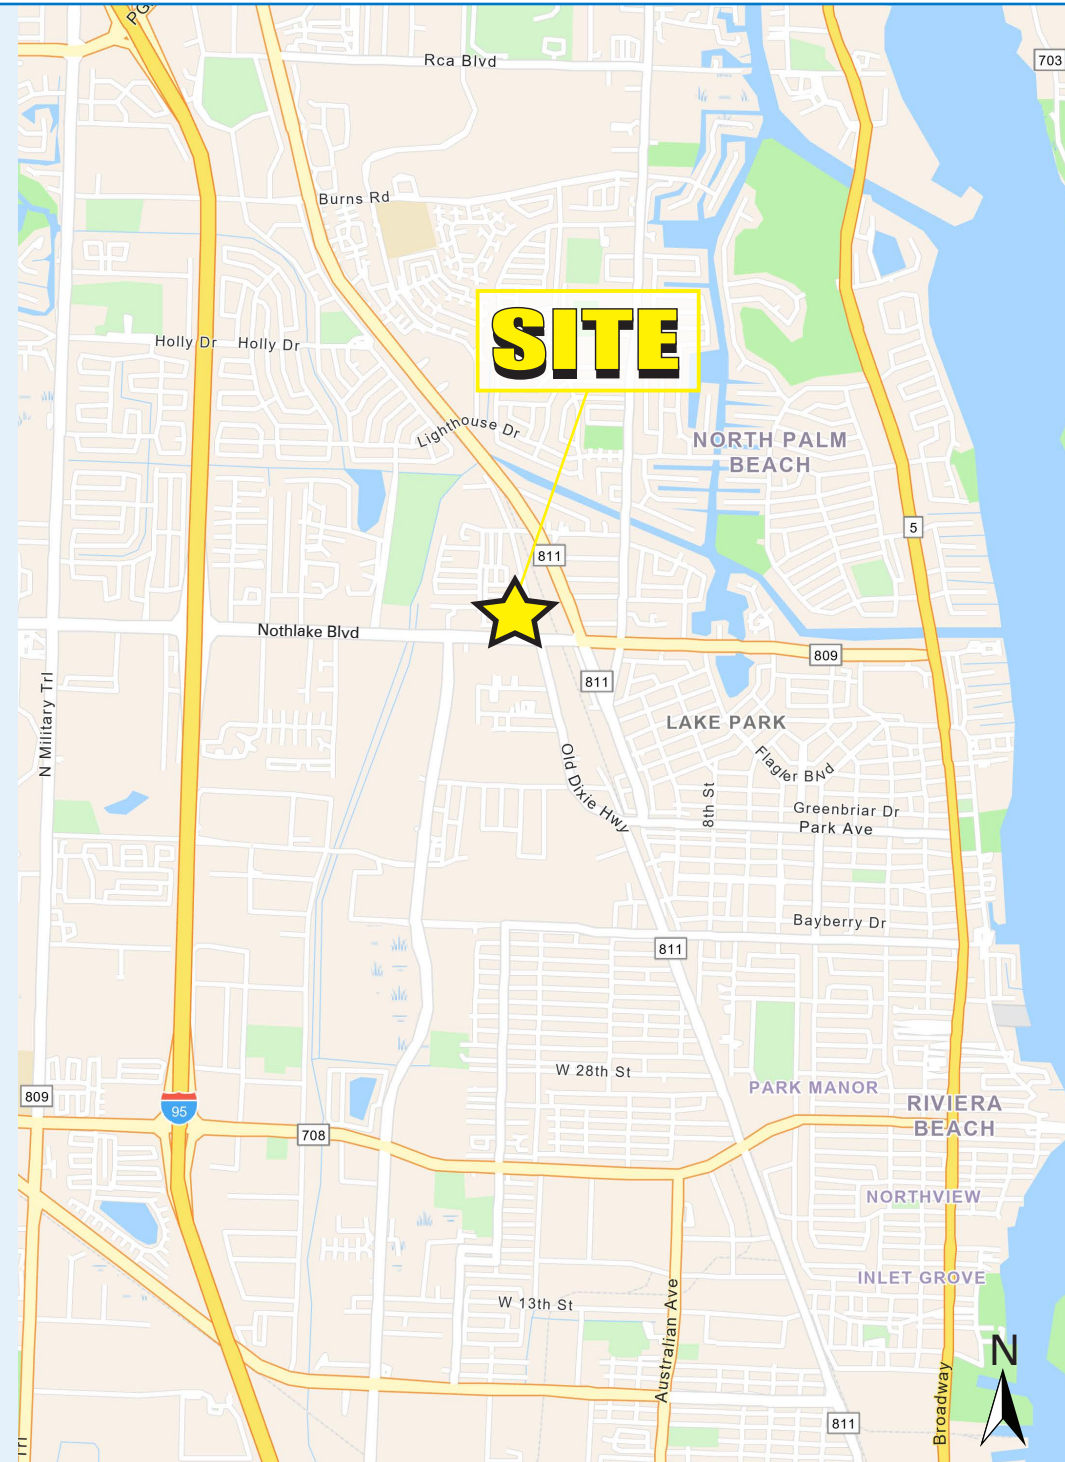 PG
703
Rca Blvd
Burns Rd
SITE
Holly Dr
Holly Dr
Lighthouse Dr
NORTH PALM
BEACH
5
811
Nothlake Blvd
809
811
N Military Trl
LAKE PARK
Old Dixie Hwy
Flagler Blvd
8th St
Greenbriar Dr
Park Ave
Bayberry Dr
811
W 28th St
PARK MANOR
809
95
RIVIERA
BEACH
708
NORTHVIEW
INLET GROVE
W 13th St
Australian Ave
N
Broadway
811
Trl